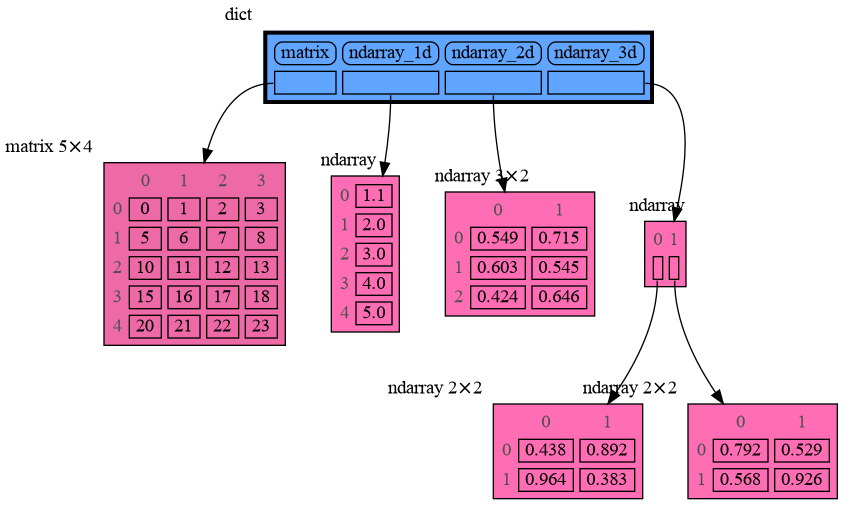 dict
matrix ndarray_1d ndarray_2d ndarray_3d
matrix 5×4
0 1 2 3
0 0 1 2 3
1 5 6 7 8
2 10 11 12 13
3 15 16 17 18
4 20 21 22 23
ndarray
0 1.1
1 2.0
2 3.0
3 4.0
4 5.0
ndarray 3×2
0 1
0 0.549 0.715
1 0.603 0.545
2 0.424 0.646
ndarray
0 1
ndarray 2×2
0 1
0 0.438 0.892
1 0.964 0.383
ndarray 2×2
0 1
0 0.792 0.529
1 0.568 0.926